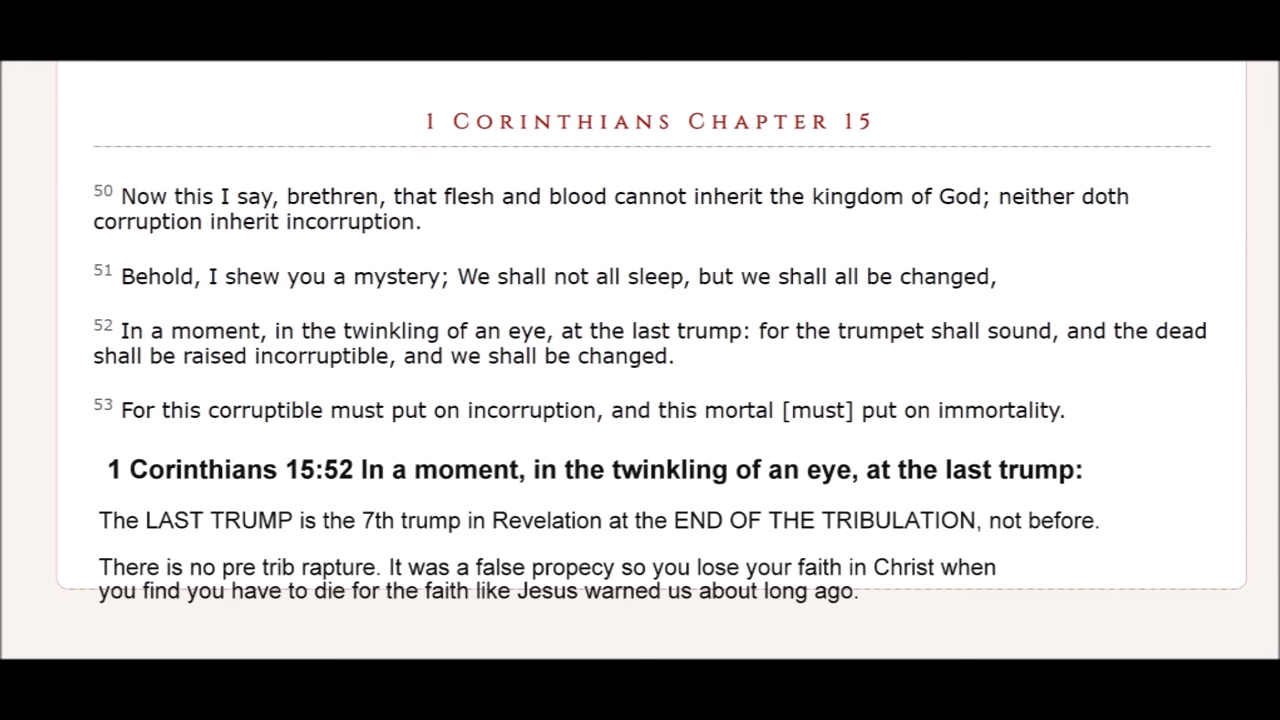 1 Corinthians Chapter 15
50 Now this I say, brethren, that flesh and blood cannot inherit the kingdom of God; neither doth
corruption inherit incorruption.
51 Behold, I shew you a mystery; We shall not all sleep, but we shall all be changed,
52 In a moment, in the twinkling of an eye, at the last trump: for the trumpet shall sound, and the dead
shall be raised incorruptible, and we shall be changed.
53 For this corruptible must put on incorruption, and this mortal [must] put on immortality.
1 Corinthians 15:52 In a moment, in the twinkling of an eye, at the last trump:
The LAST TRUMP is the 7th trump in Revelation at the END OF THE TRIBULATION, not before.
There is no pre trib rapture. It was a false propecy so you lose your faith in Christ when
you find you have to die for the faith like Jesus warned us about long ago.